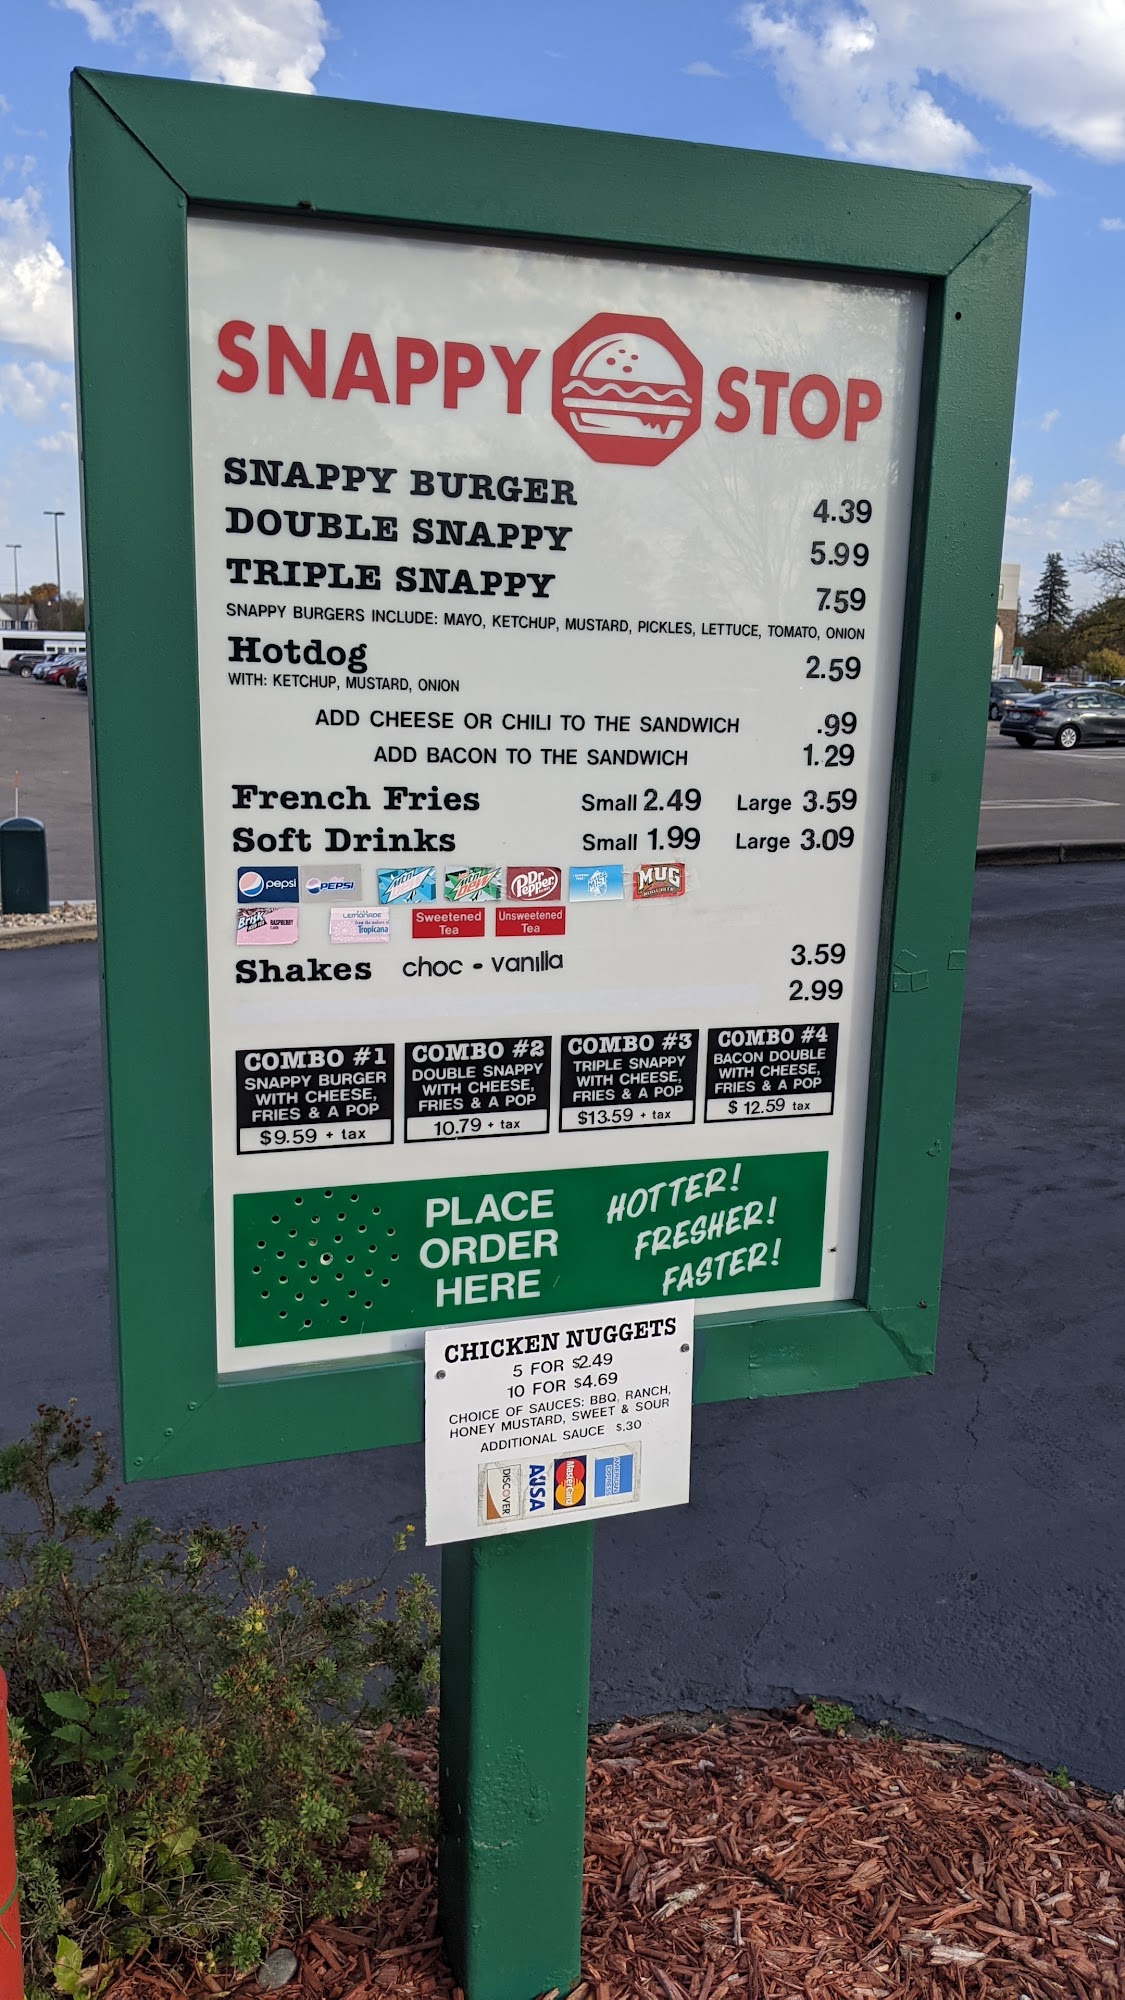 SNAPPY STOP
SNAPPY BURGER 4.39
DOUBLE SNAPPY 5.99
TRIPLE SNAPPY 7.59
SNAPPY BURGERS INCLUDE: MAYO, KETCHUP, MUSTARD, PICKLES, LETTUCE, TOMATO, ONION
Hotdog 2.59
WITH: KETCHUP, MUSTARD, ONION
ADD CHEESE OR CHILI TO THE SANDWICH .99
ADD BACON TO THE SANDWICH 1.29
French Fries Small 2.49 Large 3.59
Soft Drinks Small 1.99 Large 3.09
pepsi PEPSI Mtn Dew Dr Pepper MIST MUG
Brisk RASPBERRY LEMONADE Tropicana Sweetened Tea Unsweetened Tea
Shakes choc - vanilla 3.59
2.99
COMBO #1
SNAPPY BURGER
WITH CHEESE,
FRIES & A POP
$9.59 + tax
COMBO #2
DOUBLE SNAPPY
WITH CHEESE,
FRIES & A POP
10.79 + tax
COMBO #3
TRIPLE SNAPPY
WITH CHEESE,
FRIES & A POP
$13.59 + tax
COMBO #4
BACON DOUBLE
WITH CHEESE,
FRIES & A POP
$ 12.59 tax
PLACE
ORDER
HERE
HOTTER!
FRESHER!
FASTER!
CHICKEN NUGGETS
5 FOR $2.49
10 FOR $4.69
CHOICE OF SAUCES: BBQ, RANCH,
HONEY MUSTARD, SWEET & SOUR
ADDITIONAL SAUCE $.30
DISCOVER VISA MasterCard AMERICAN EXPRESS